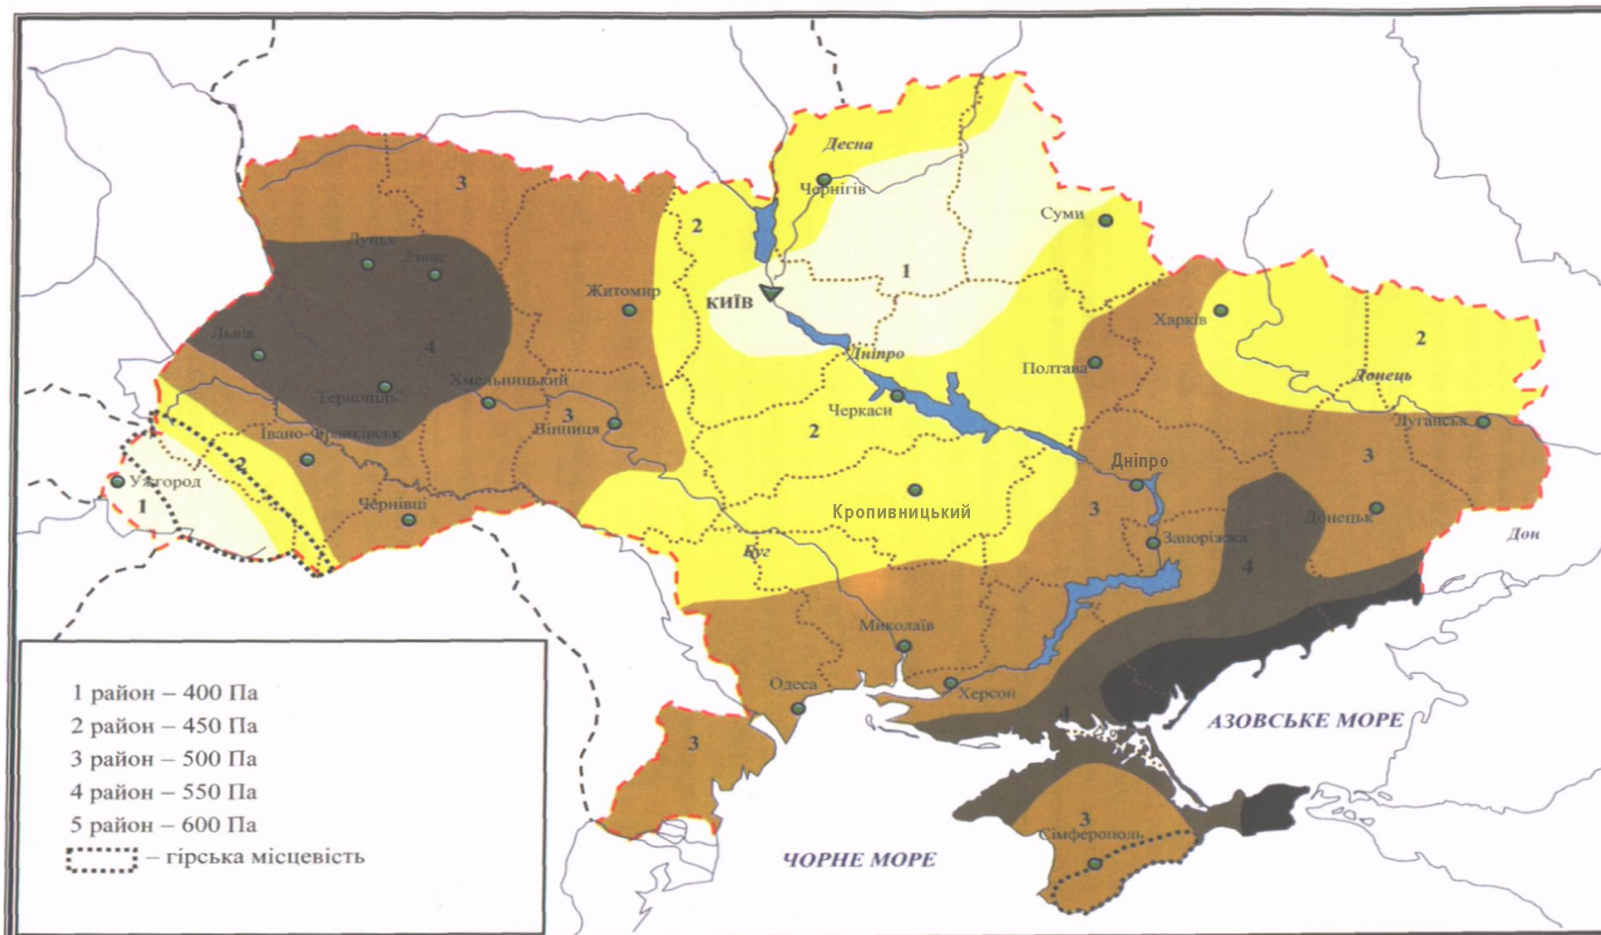 3
Десна
Чернігів
Суми
2
1
Луцьк
Рівне
Житомир
КИЇВ
Харків
2
Львів
4
Дніпро
Полтава
Донець
Тернопіль
Хмельницький
3
Вінниця
Черкаси
2
Луганськ
Івано-Франківськ
3
2
Ужгород
1
Чернівці
Дніпро
Кропивницький
3
Донецьк
Запоріжжя
Дон
Буг
4
Миколаїв
Одеса
Херсон
4
АЗОВСЬКЕ МОРЕ
3
3
Сімферополь
ЧОРНЕ МОРЕ
1 район – 400 Па
2 район – 450 Па
3 район – 500 Па
4 район – 550 Па
5 район – 600 Па
– гірська місцевість